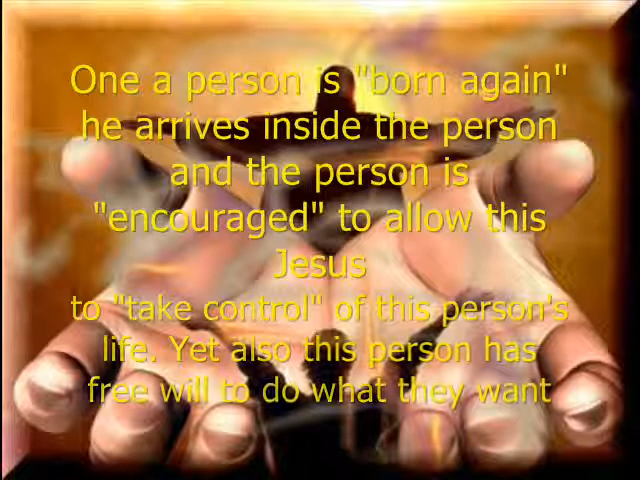 One a person is "born again"
he arrives inside the person
and the person is
"encouraged" to allow this
Jesus
to "take control" of this person's
life. Yet also this person has
free will to do what they want